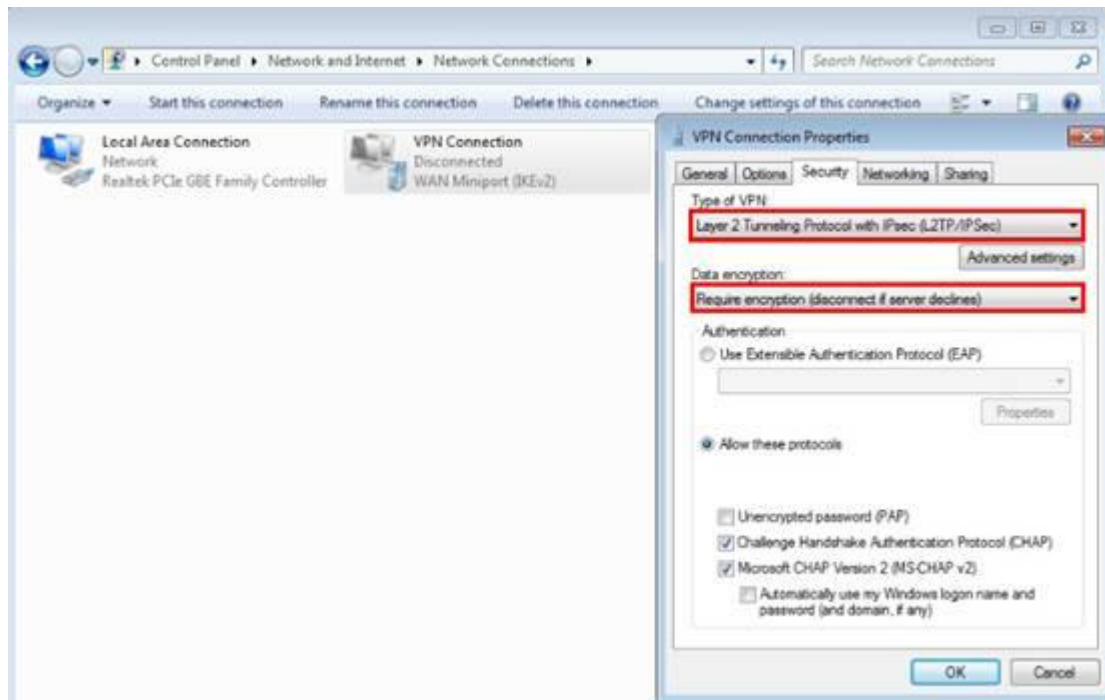 Control Panel Network and Internet Network Connections Search Network Connections
Organize Start this connection Rename this connection Delete this connection Change settings of this connection
Local Area Connection
Network
Realtek PCIe GBE Family Controller
VPN Connection
Disconnected
WAN Miniport (IKEv2)
VPN Connection Properties
General Options Security Networking Sharing
Type of VPN:
Layer 2 Tunneling Protocol with IPsec (L2TP/IPSec)
Advanced settings
Data encryption:
Require encryption (disconnect if server declines)
Authentication
Use Extensible Authentication Protocol (EAP)
Properties
Allow these protocols
Unencrypted password (PAP)
Challenge Handshake Authentication Protocol (CHAP)
Microsoft CHAP Version 2 (MS-CHAP v2)
Automatically use my Windows logon name and
password (and domain, if any)
OK Cancel